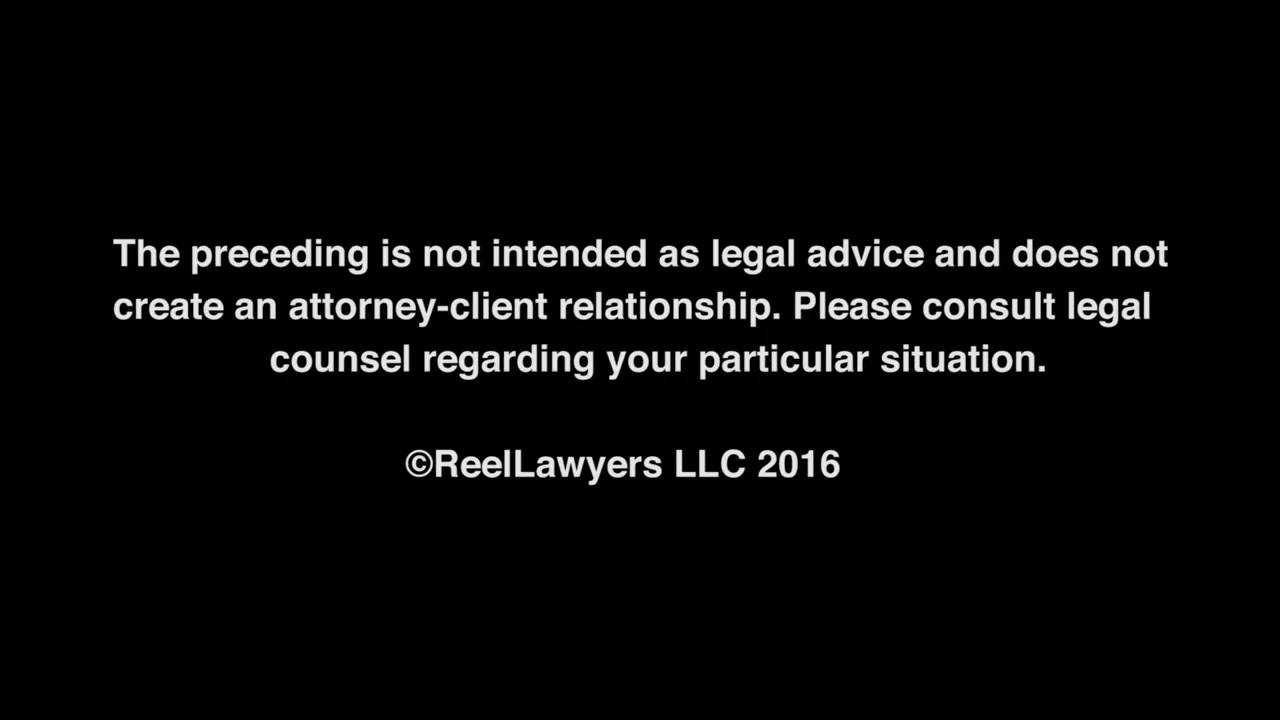 The preceding is not intended as legal advice and does not
create an attorney-client relationship. Please consult legal
counsel regarding your particular situation.
©ReelLawyers LLC 2016